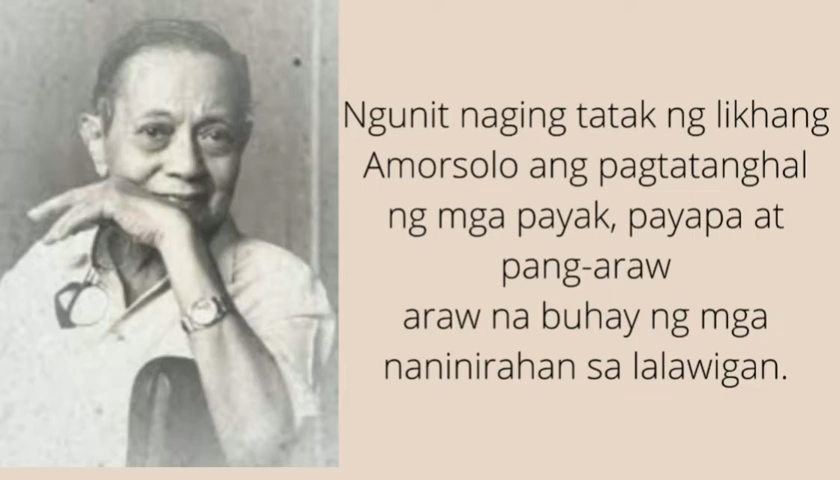 Ngunit naging tatak ng likhang
Amorsolo ang pagtatanghal
ng mga payak, payapa at
pang-araw
araw na buhay ng mga
naninirahan sa lalawigan.